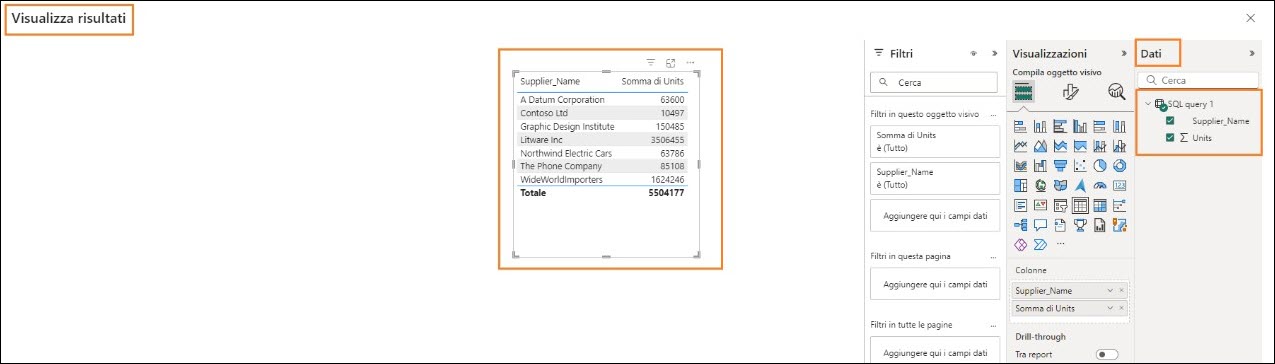 Visualizza risultati
Supplier_Name Somma di Units
A Datum Corporation 63600
Contoso Ltd 10497
Graphic Design Institute 150485
Litware Inc 3506455
Northwind Electric Cars 63786
The Phone Company 85108
WideWorldImporters 1624246
Totale 5504177
Filtri
Cerca
Filtri in questo oggetto visivo ...
Somma di Units
è (Tutto)
Supplier_Name
è (Tutto)
Aggiungere qui i campi dati
Filtri in questa pagina ...
Aggiungere qui i campi dati
Filtri in tutte le pagine ...
Aggiungere qui i campi dati
Visualizzazioni
Compila oggetto visivo
123
...
Colonne
Supplier_Name
Somma di Units
Drill-through
Tra report
Dati
Cerca
SQL query 1
Supplier_Name
Units